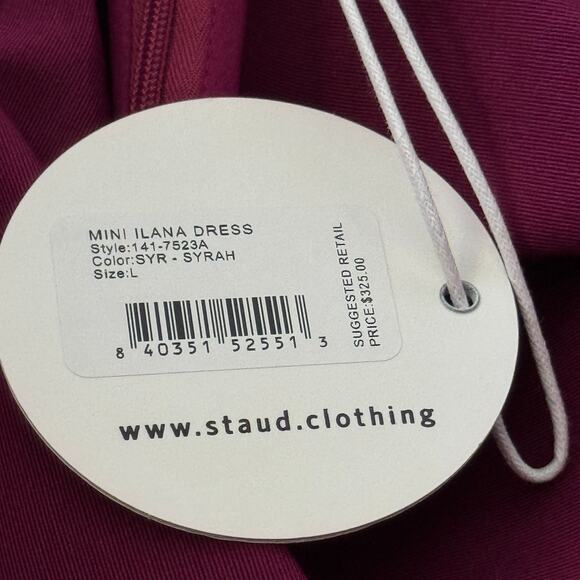 MINI ILANA DRESS
Style:141-7523A
Color:SYR - SYRAH
Size:L
8 40351 52551 3
SUGGESTED RETAIL
PRICE:$325.00
www.staud.clothing